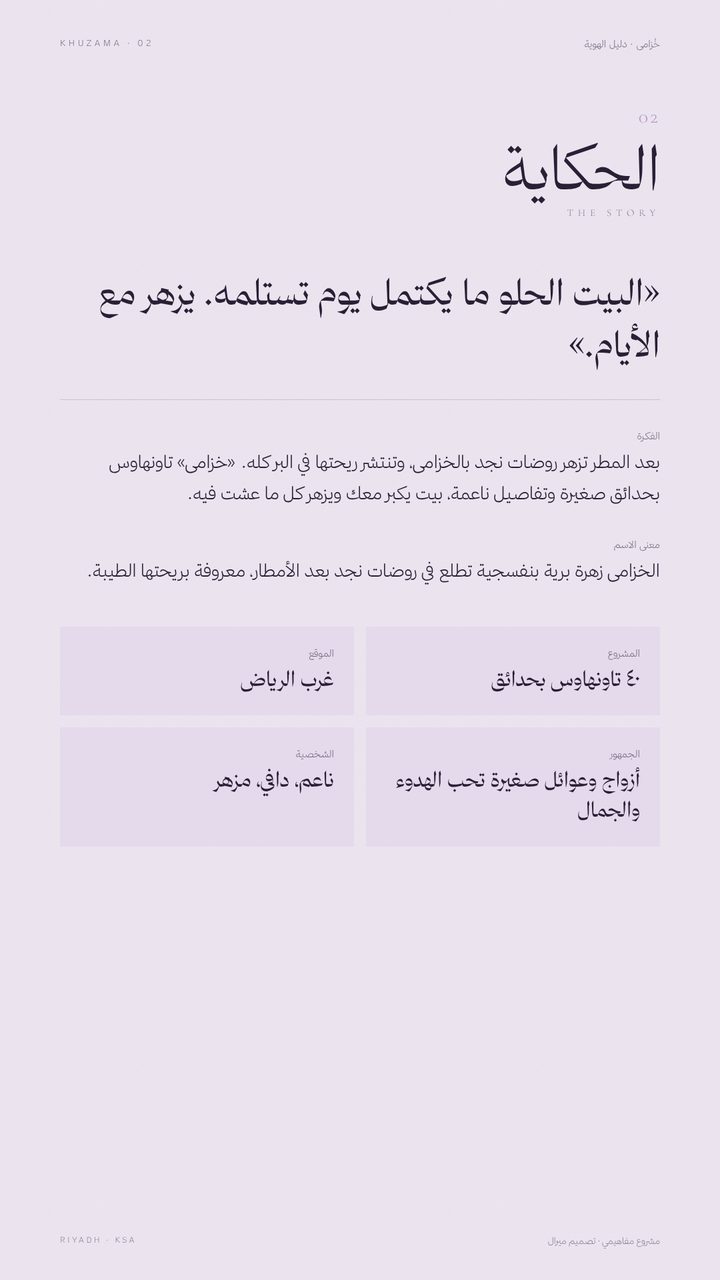 خُزامى · دليل الهوية
KHUZAMA · 02
02
الحكاية
THE STORY
«البيت الحلو ما يكتمل يوم تستلمه. يزهر مع
الأيام.»
الفكرة
بعد المطر تزهر روضات نجد بالخزامى، وتنتشر ريحتها في البر كله. «خزامى» تاونهاوس
بحدائق صغيرة وتفاصيل ناعمة، بيت يكبر معك ويزهر كل ما عشت فيه.
معنى الاسم
الخزامى زهرة برية بنفسجية تطلع في روضات نجد بعد الأمطار، معروفة بريحتها الطيبة.
المشروع
٤٠ تاونهاوس بحدائق
الموقع
غرب الرياض
الجمهور
أزواج وعوائل صغيرة تحب الهدوء
والجمال
الشخصية
ناعم، دافي، مزهر
مشروع مفاهيمي · تصميم ميرال
RIYADH · KSA